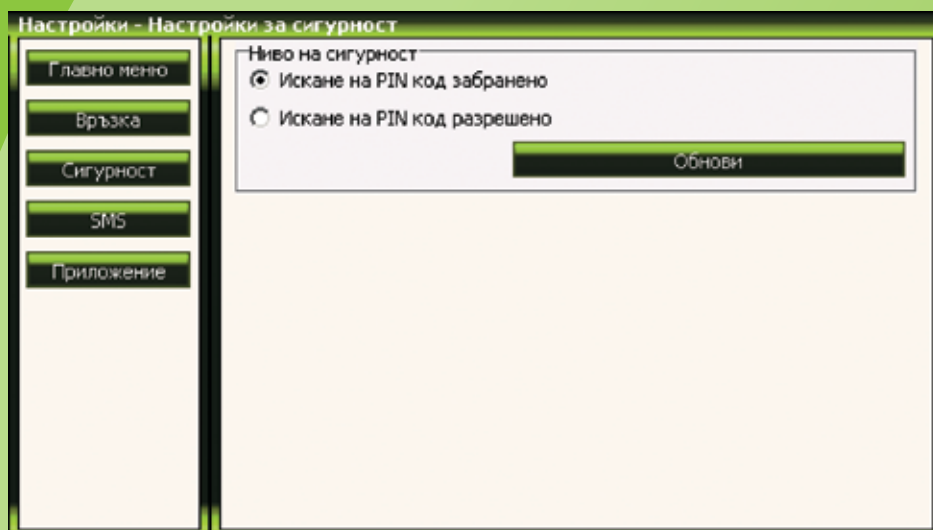 Настройки - Настройки за сигурност
Главно меню
Връзка
Сигурност
SMS
Приложение
Ниво на сигурност
Искане на PIN код забранено
Искане на PIN код разрешено
Обнови